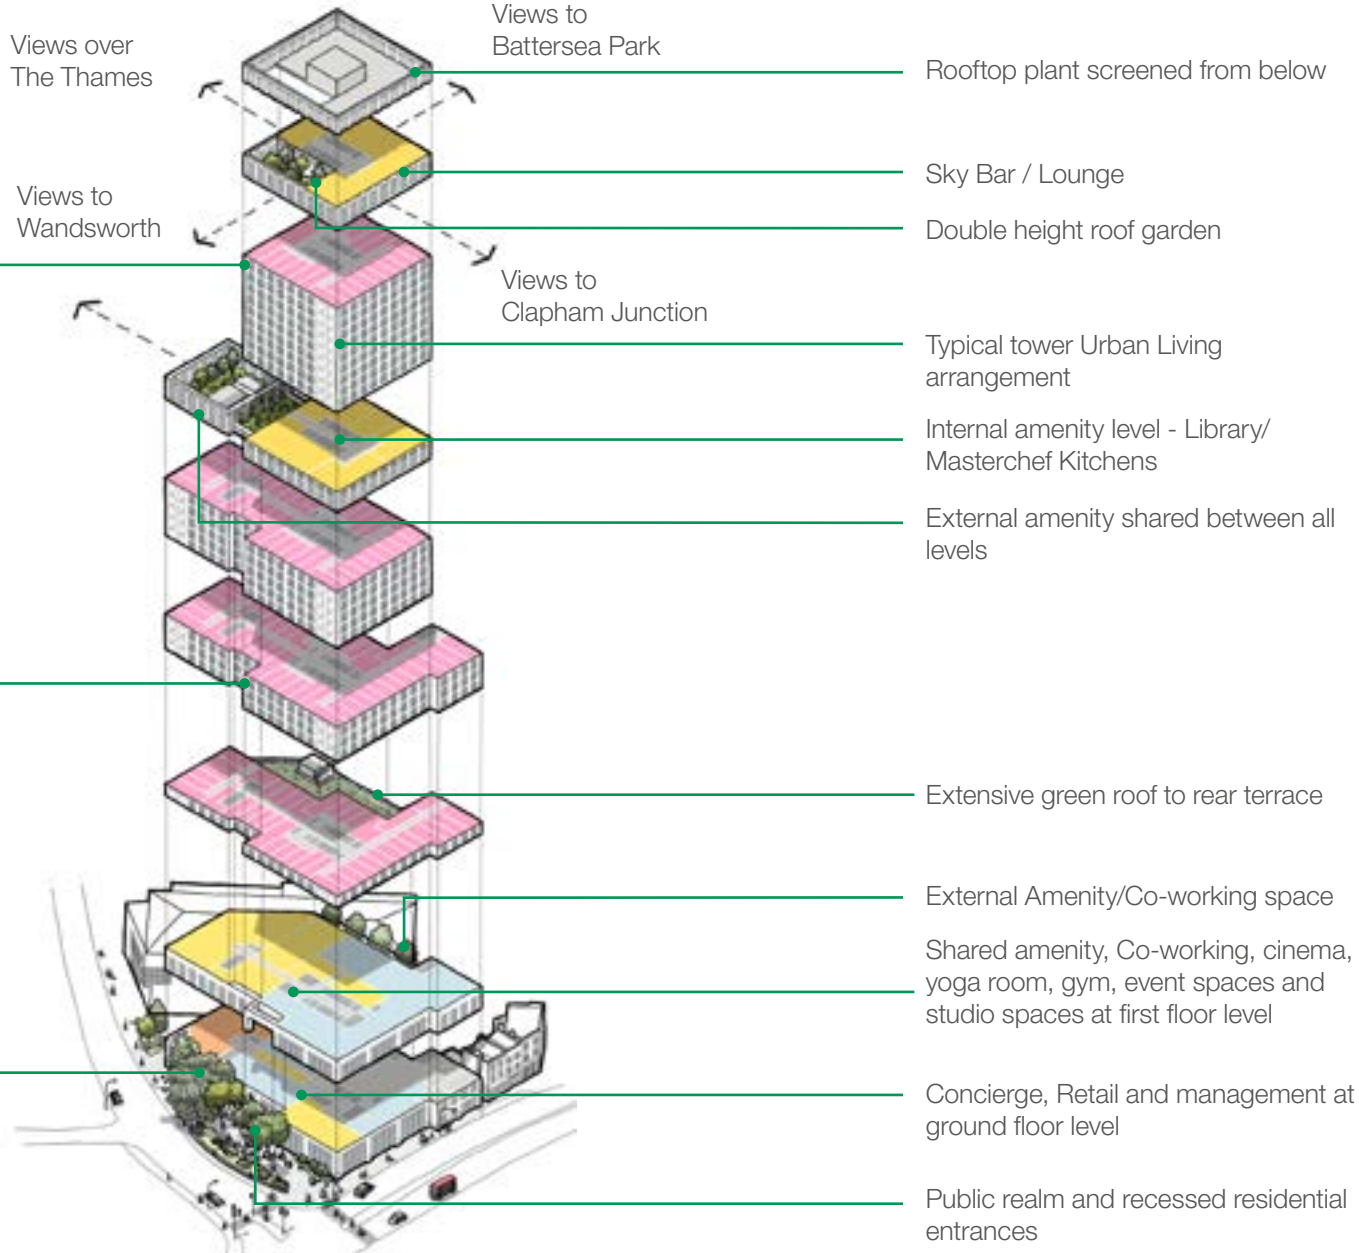 Views to
Battersea Park
Views over
The Thames
Rooftop plant screened from below
Sky Bar / Lounge
Views to
Wandsworth
Double height roof garden
Views to
Clapham Junction
Typical tower Urban Living
arrangement
Internal amenity level - Library/
Masterchef Kitchens
External amenity shared between all
levels
Extensive green roof to rear terrace
External Amenity/Co-working space
Shared amenity, Co-working, cinema,
yoga room, gym, event spaces and
studio spaces at first floor level
Concierge, Retail and management at
ground floor level
Public realm and recessed residential
entrances